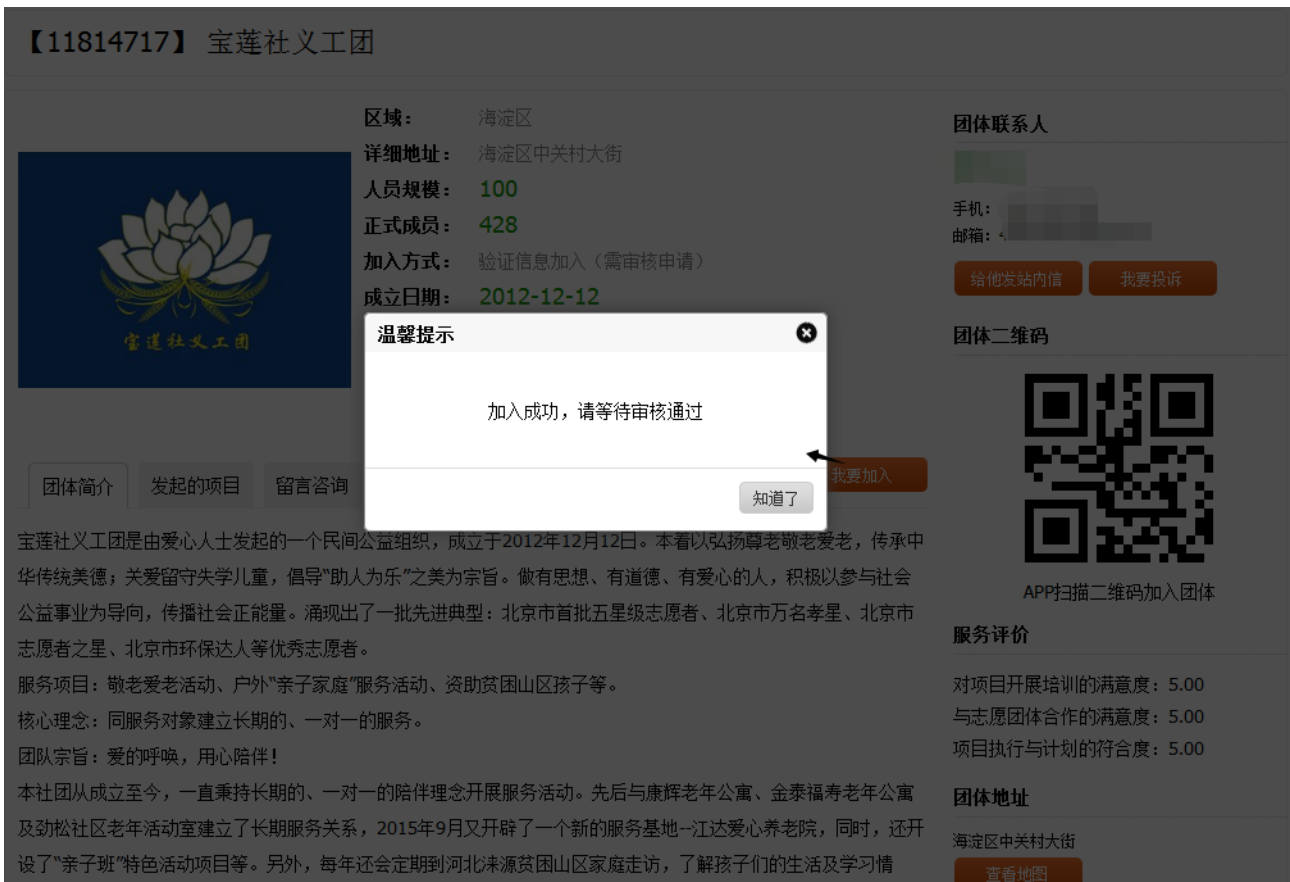 【11814717】 宝莲社义工团
区域： 海淀区
详细地址： 海淀区中关村大街
人员规模： 100
正式成员： 428
加入方式： 验证信息加入（需审核申请）
成立日期： 2012-12-12
宝莲社义工团
温馨提示
加入成功，请等待审核通过
知道了
我要加入
团体简介 发起的项目 留言咨询
宝莲社义工团是由爱心人士发起的一个民间公益组织，成立于2012年12月12日。本着以弘扬尊老敬老爱老，传承中
华传统美德；关爱留守失学儿童，倡导“助人为乐”之美为宗旨。做有思想、有道德、有爱心的人，积极以参与社会
公益事业为导向，传播社会正能量。涌现出了一批先进典型：北京市首批五星级志愿者、北京市万名孝星、北京市
志愿者之星、北京市环保达人等优秀志愿者。
服务项目：敬老爱老活动、户外“亲子家庭”服务活动、资助贫困山区孩子等。
核心理念：同服务对象建立长期的、一对一的服务。
团队宗旨：爱的呼唤，用心陪伴！
本社团从成立至今，一直秉持长期的、一对一的陪伴理念开展服务活动。先后与康辉老年公寓、金泰福寿老年公寓
及劲松社区老年活动室建立了长期服务关系，2015年9月又开辟了一个新的服务基地--江达爱心养老院，同时，还开
设了“亲子班”特色活动项目等。另外，每年还会定期到河北涞源贫困山区家庭走访，了解孩子们的生活及学习情
团体联系人
手机：
邮箱：
给他发站内信 我要投诉
团体二维码
APP扫描二维码加入团体
服务评价
对项目开展培训的满意度：5.00
与志愿团体合作的满意度：5.00
项目执行与计划的符合度：5.00
团体地址
海淀区中关村大街
查看地图